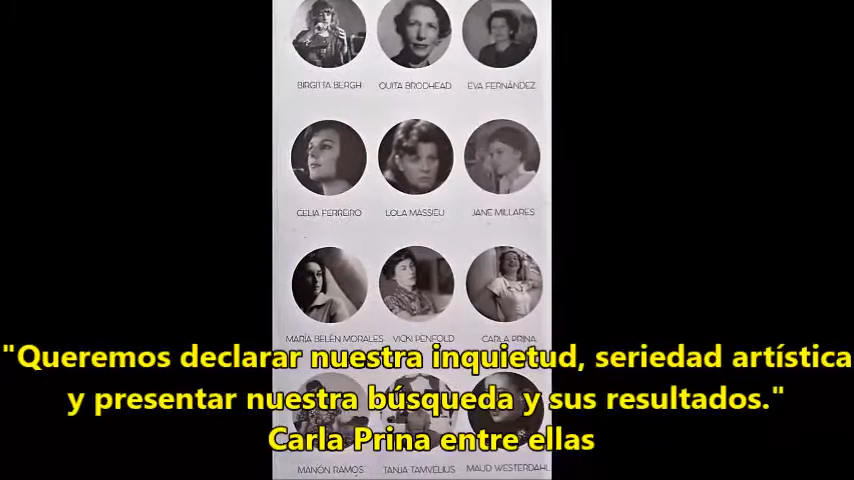 BIRGITTA BERGH
QUITA BRODHEAD
EVA FERNÁNDEZ
CELIA FERREIRO
LOLA MASSIEU
JANE MILLARES
MARÍA BELÉN MORALES
VICKI PENFOLD
CARLA PRINA
"Queremos declarar nuestra inquietud, seriedad artística
y presentar nuestra búsqueda y sus resultados."
Carla Prina entre ellas
MANÓN RAMOS
TANJA TAMVELIUS
MAUD WESTERDAHL